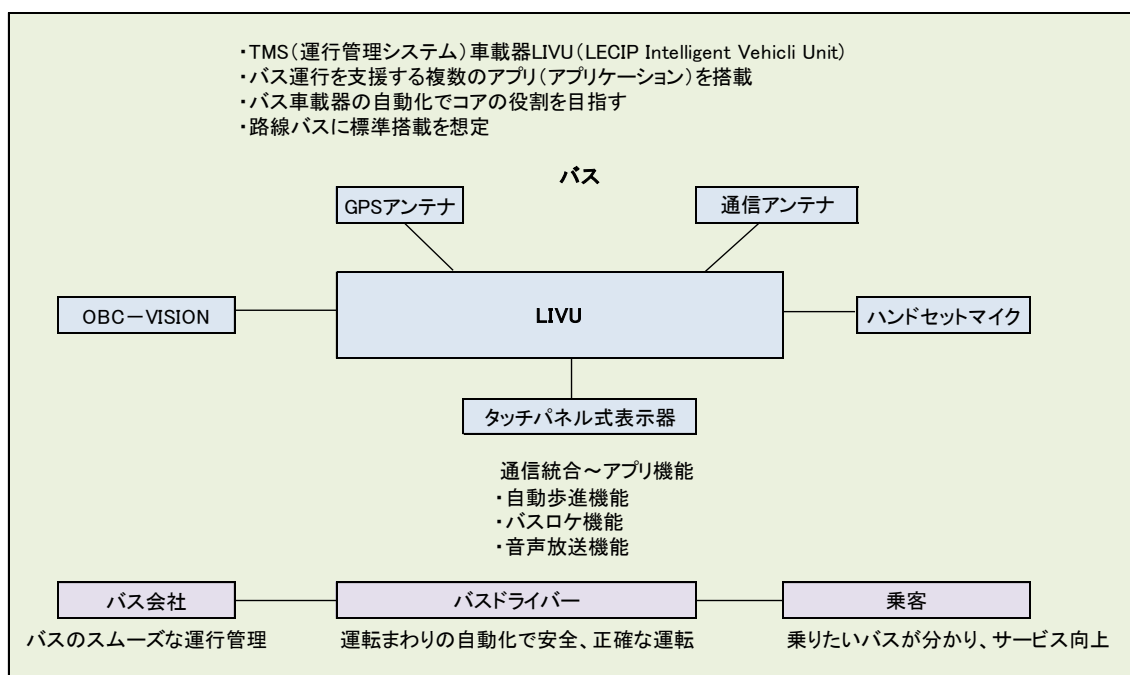 ・TMS（運行管理システム）車載器LIVU（LECIP Intelligent Vehicli Unit）
・バス運行を支援する複数のアプリ（アプリケーション）を搭載
・バス車載器の自動化でコアの役割を目指す
・路線バスに標準搭載を想定
バス
GPSアンテナ
通信アンテナ
OBC－VISION
LIVU
ハンドセットマイク
タッチパネル式表示器
通信統合～アプリ機能
・自動歩進機能
・バスロケ機能
・音声放送機能
バス会社
バスドライバー
乗客
バスのスムーズな運行管理
運転まわりの自動化で安全、正確な運転
乗りたいバスが分かり、サービス向上